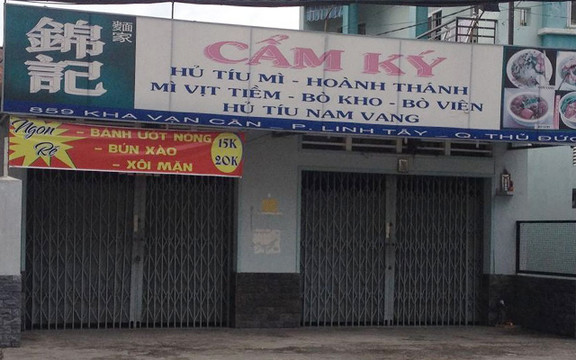 錦記
麵家
CẨM KÝ
HỦ TÍU MÌ - HOÀNH THÁNH
MÌ VỊT TIỀM - BÒ KHO - BÒ VIÊN
HỦ TÍU NAM VANG
859 KHA VẠN CÂN P. LINH TÂY Q. THỦ ĐỨC
Ngon
Rẻ
- BÁNH ƯỚT NÓNG
- BÚN XÀO
- XÔI MẶN
15K
20K